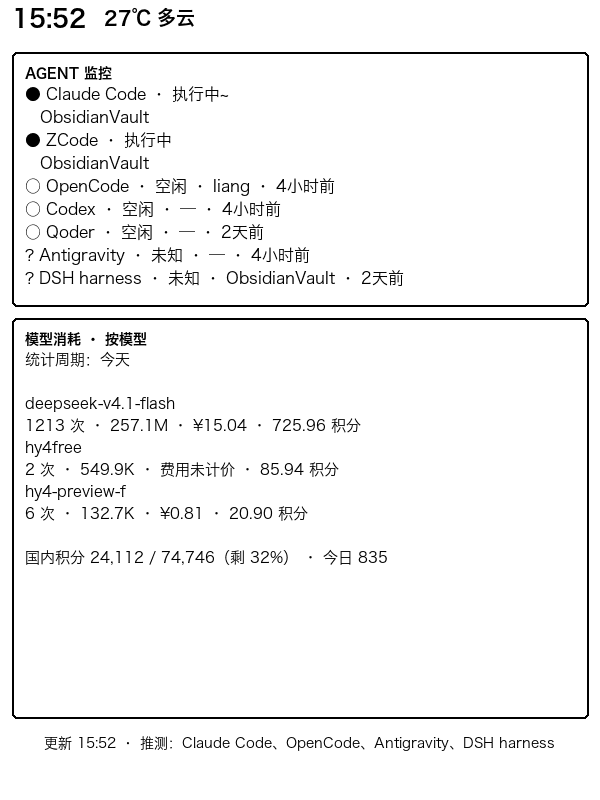 15:52 27℃ 多云
AGENT 监控
● Claude Code · 执行中~
ObsidianVault
● ZCode · 执行中
ObsidianVault
○ OpenCode · 空闲 · liang · 4小时前
○ Codex · 空闲 · — · 4小时前
○ Qoder · 空闲 · — · 2天前
? Antigravity · 未知 · — · 4小时前
? DSH harness · 未知 · ObsidianVault · 2天前
模型消耗 · 按模型
统计周期：今天
deepseek-v4.1-flash
1213 次 · 257.1M · ¥15.04 · 725.96 积分
hy4free
2 次 · 549.9K · 费用未计价 · 85.94 积分
hy4-preview-f
6 次 · 132.7K · ¥0.81 · 20.90 积分
国内积分 24,112 / 74,746（剩 32%） · 今日 835
更新 15:52 · 推测：Claude Code、OpenCode、Antigravity、DSH harness